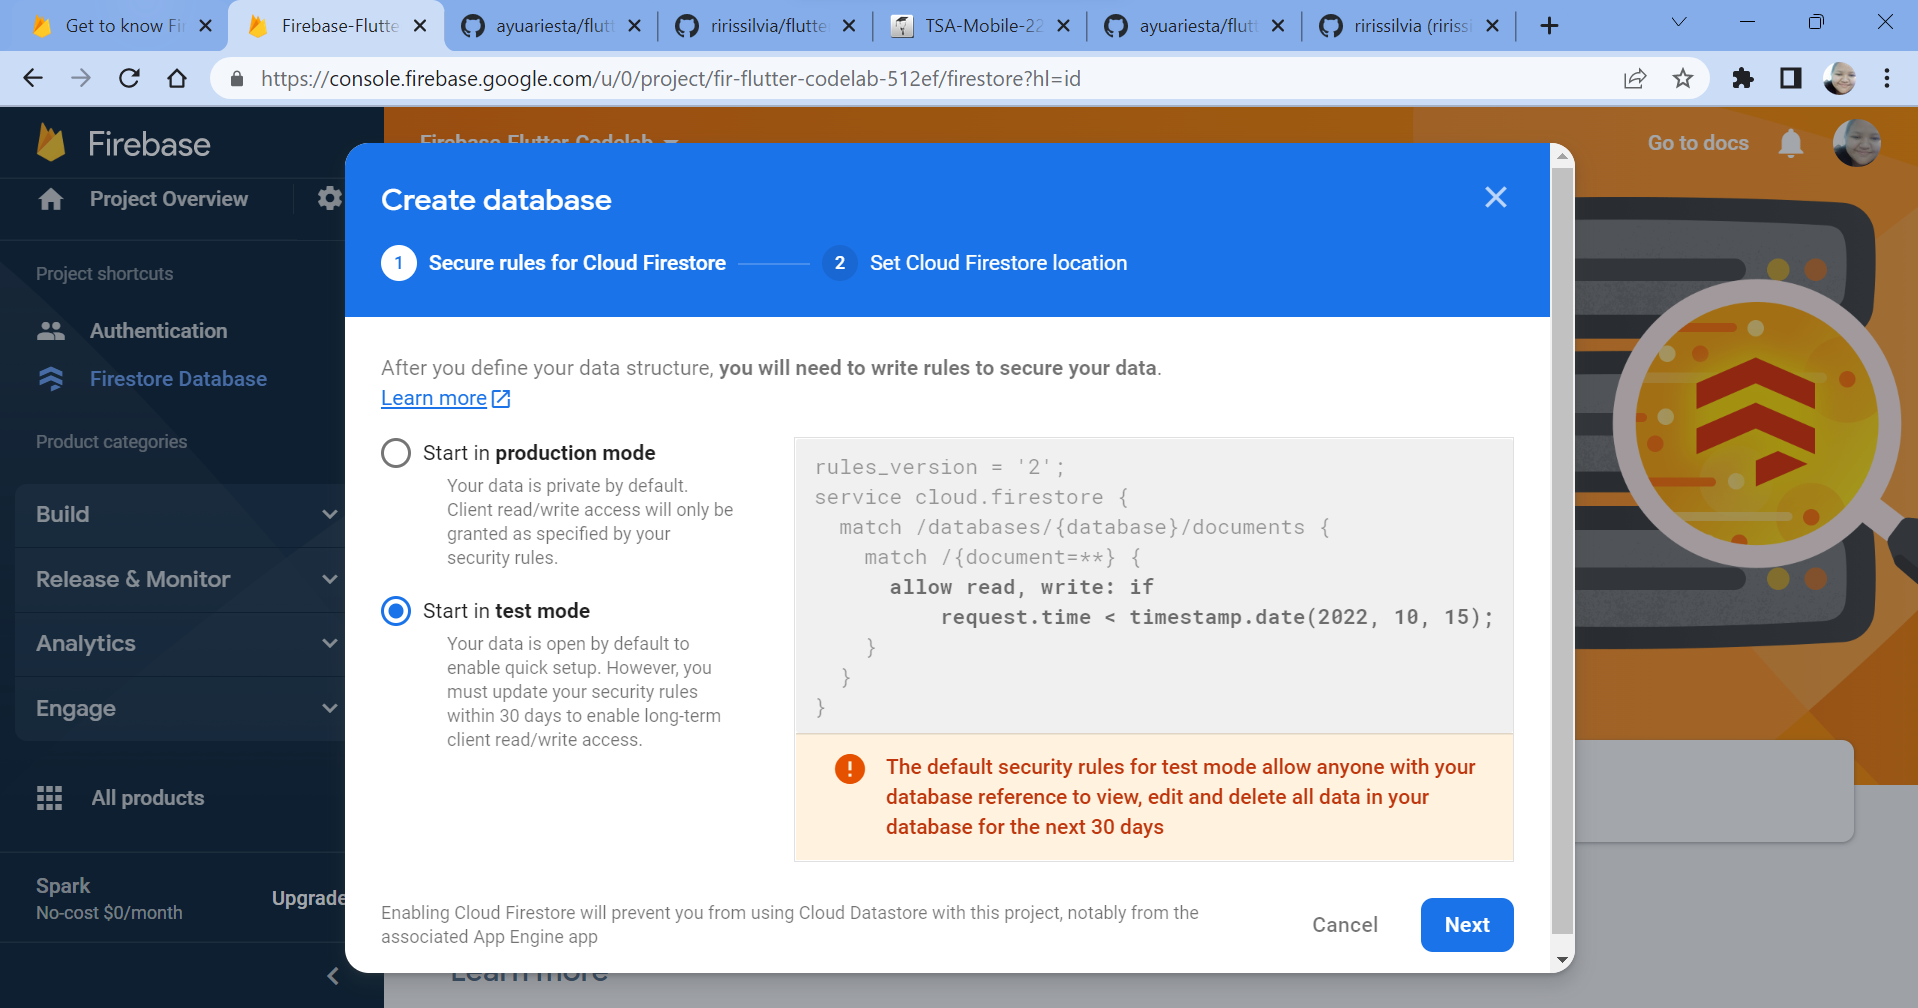 Get to know Fi
Firebase-Flutte
ayuariesta/flutt
ririssilvia/flutte
TSA-Mobile-22
ayuariesta/flutt
ririssilvia (ririssi
https://console.firebase.google.com/u/0/project/fir-flutter-codelab-512ef/firestore?hl=id
Firebase
Firebase-Flutter-Codelab
Go to docs
Project Overview
Project shortcuts
Authentication
Firestore Database
Product categories
Build
Release & Monitor
Analytics
Engage
All products
Spark
No-cost $0/month
Upgrade
Create database
1 Secure rules for Cloud Firestore
2 Set Cloud Firestore location
After you define your data structure, you will need to write rules to secure your data.
Learn more
Start in production mode
Your data is private by default.
Client read/write access will only be
granted as specified by your
security rules.
Start in test mode
Your data is open by default to
enable quick setup. However, you
must update your security rules
within 30 days to enable long-term
client read/write access.
rules_version = '2';
service cloud.firestore {
match /databases/{database}/documents {
match /{document=**} {
allow read, write: if
request.time < timestamp.date(2022, 10, 15);
}
}
}
The default security rules for test mode allow anyone with your
database reference to view, edit and delete all data in your
database for the next 30 days
Enabling Cloud Firestore will prevent you from using Cloud Datastore with this project, notably from the
associated App Engine app
Cancel
Next
Learn more